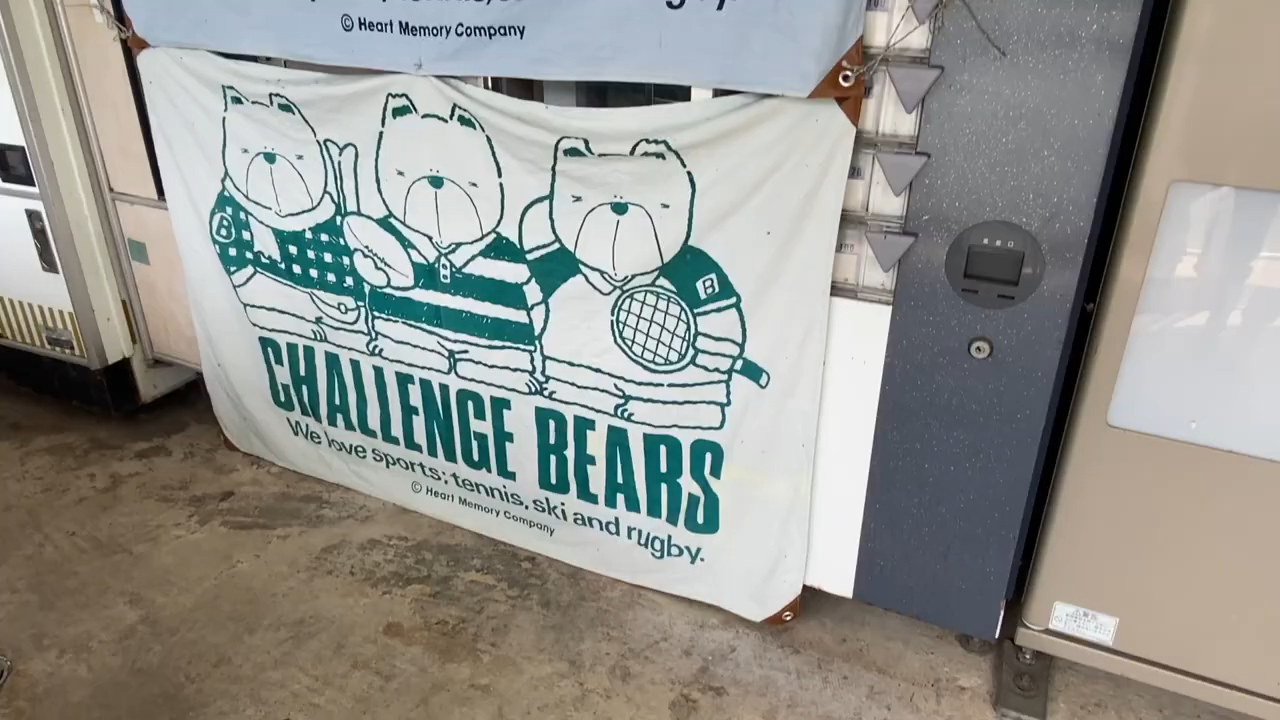 © Heart Memory Company
B
B
CHALLENGE BEARS
We love sports; tennis, ski and rugby.
© Heart Memory Company